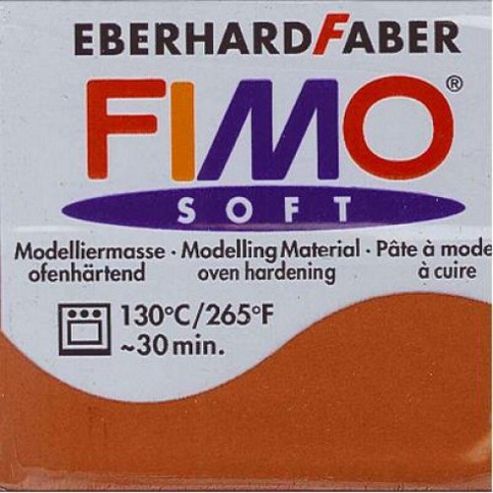 EBERHARDFABER
FIMO®
SOFT
Modelliermasse · Modelling Material · Pâte à mode
ofenhärtend oven hardening à cuire
130°C/265°F
~30 min.